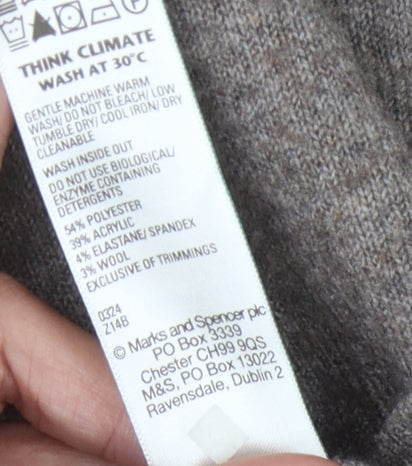 THINK CLIMATE
WASH AT 30°C
GENTLE MACHINE WARM
WASH/ DO NOT BLEACH/ LOW
TUMBLE DRY/ COOL IRON/ DRY
CLEANABLE
WASH INSIDE OUT
DO NOT USE BIOLOGICAL/
ENZYME CONTAINING
DETERGENTS
54% POLYESTER
39% ACRYLIC
4% ELASTANE/ SPANDEX
3% WOOL
EXCLUSIVE OF TRIMMINGS
0324
Z14B
© Marks and Spencer plc
PO Box 3339
Chester CH99 9QS
M&S, PO Box 13022
Ravensdale, Dublin 2